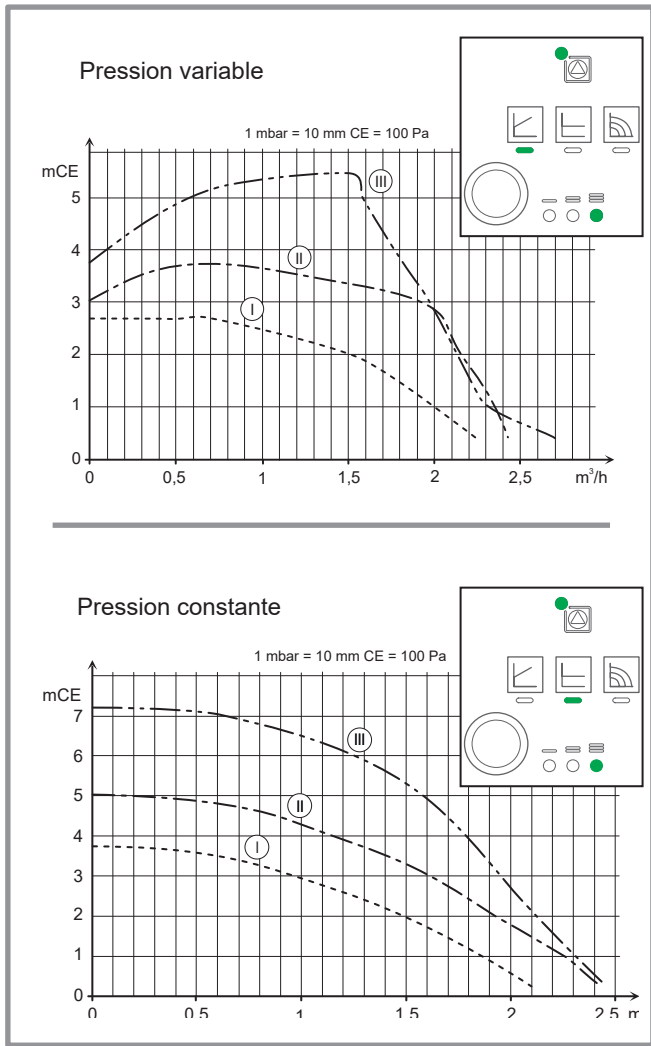 Pression variable
1 mbar = 10 mm CE = 100 Pa
mCE
5
4
3
2
1
0
III
II
I
0 0,5 1 1,5 2 2,5 m³/h
Pression constante
1 mbar = 10 mm CE = 100 Pa
mCE
7
6
5
4
3
2
1
0
III
II
I
0 0.5 1 1.5 2 2.5 m